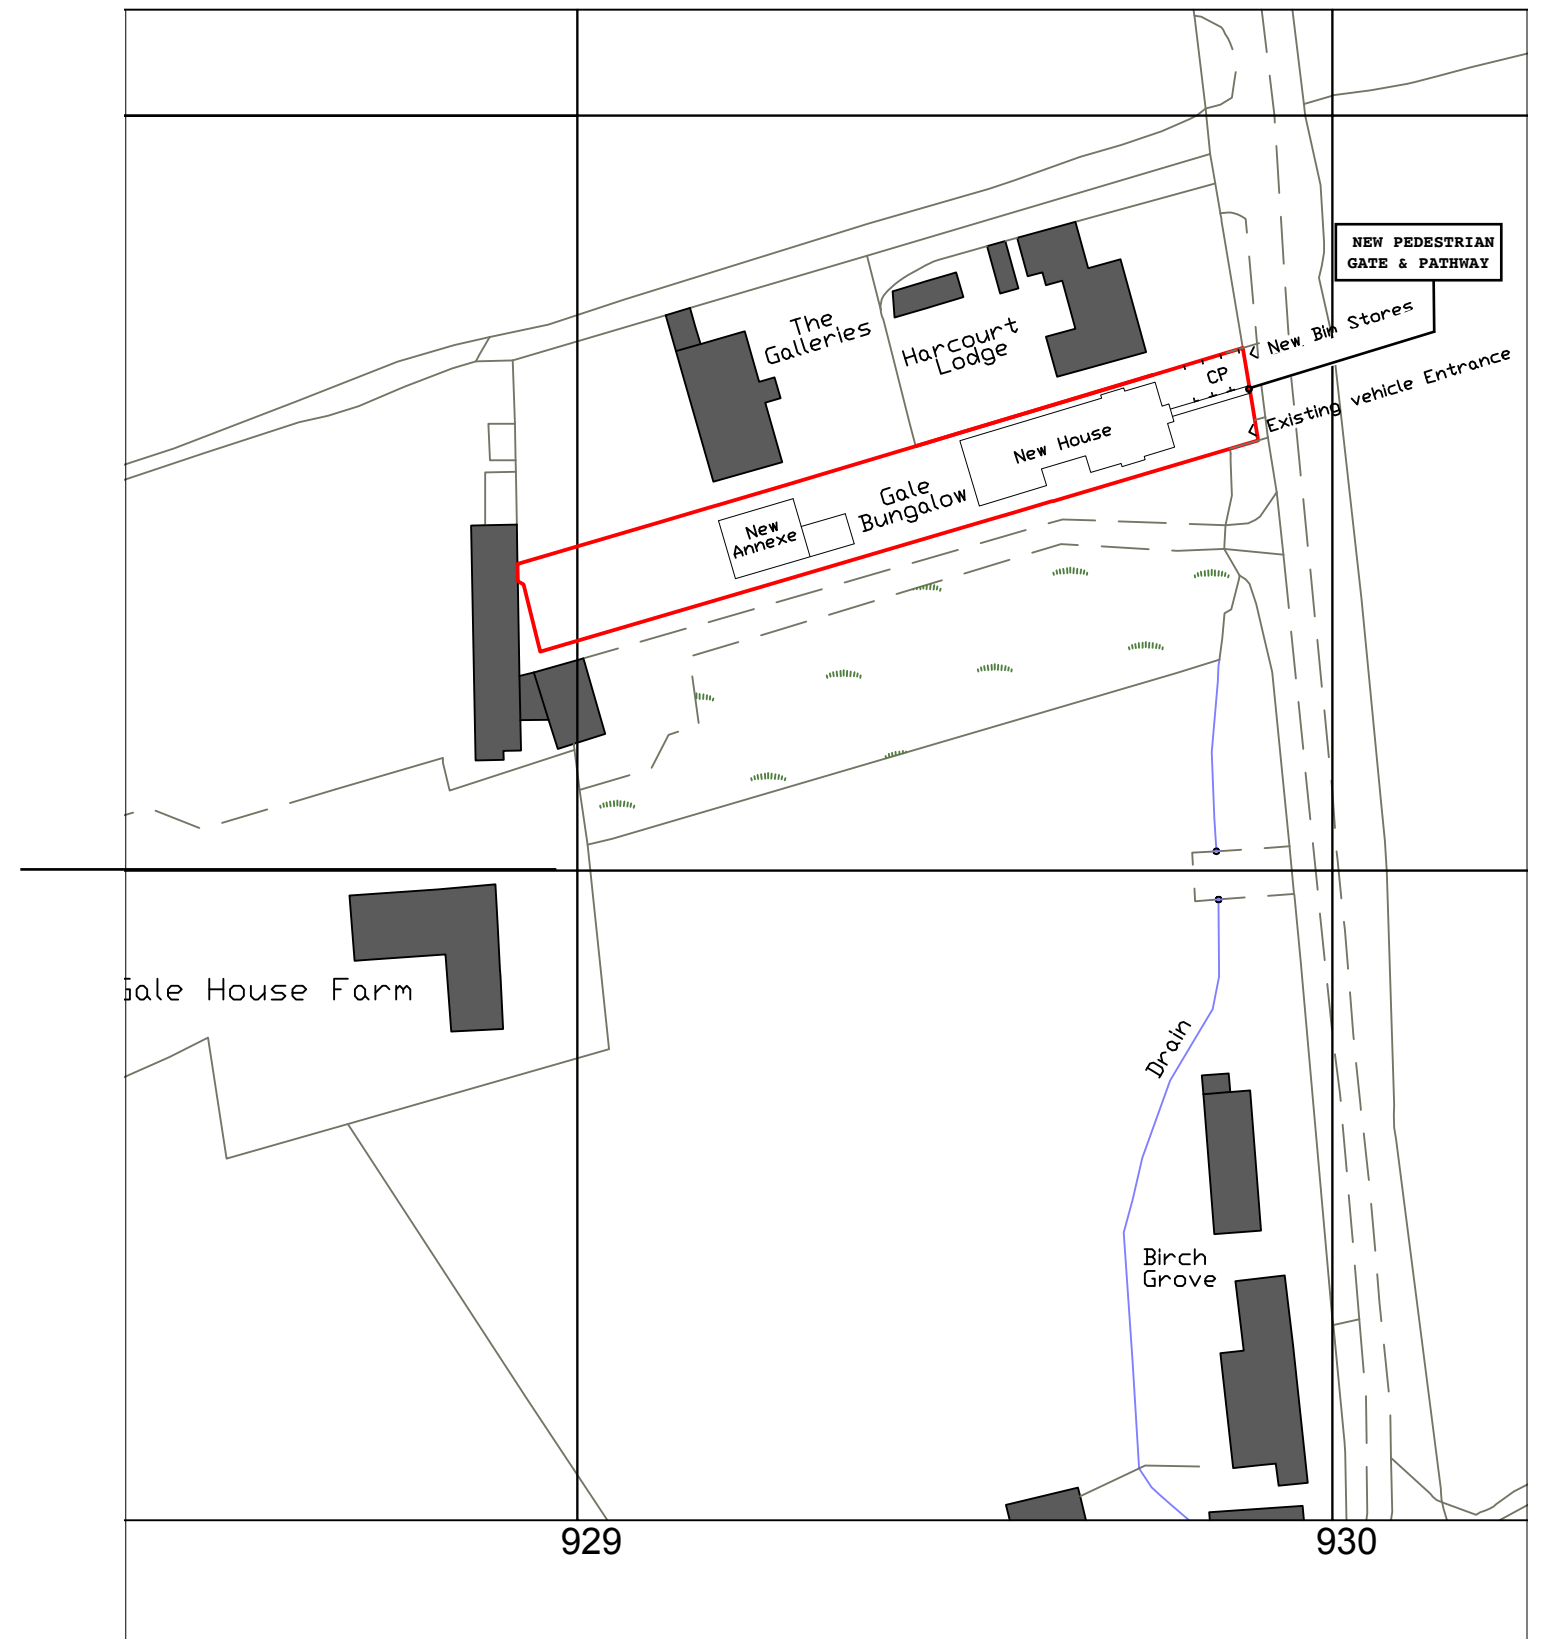 NEW PEDESTRIAN
GATE & PATHWAY
New Bin Stores
The
Galleries
Harcourt
Lodge
CP
Existing vehicle Entrance
New House
Gale
Bungalow
New
Annexe
Gale House Farm
Drain
Birch
Grove
929
930